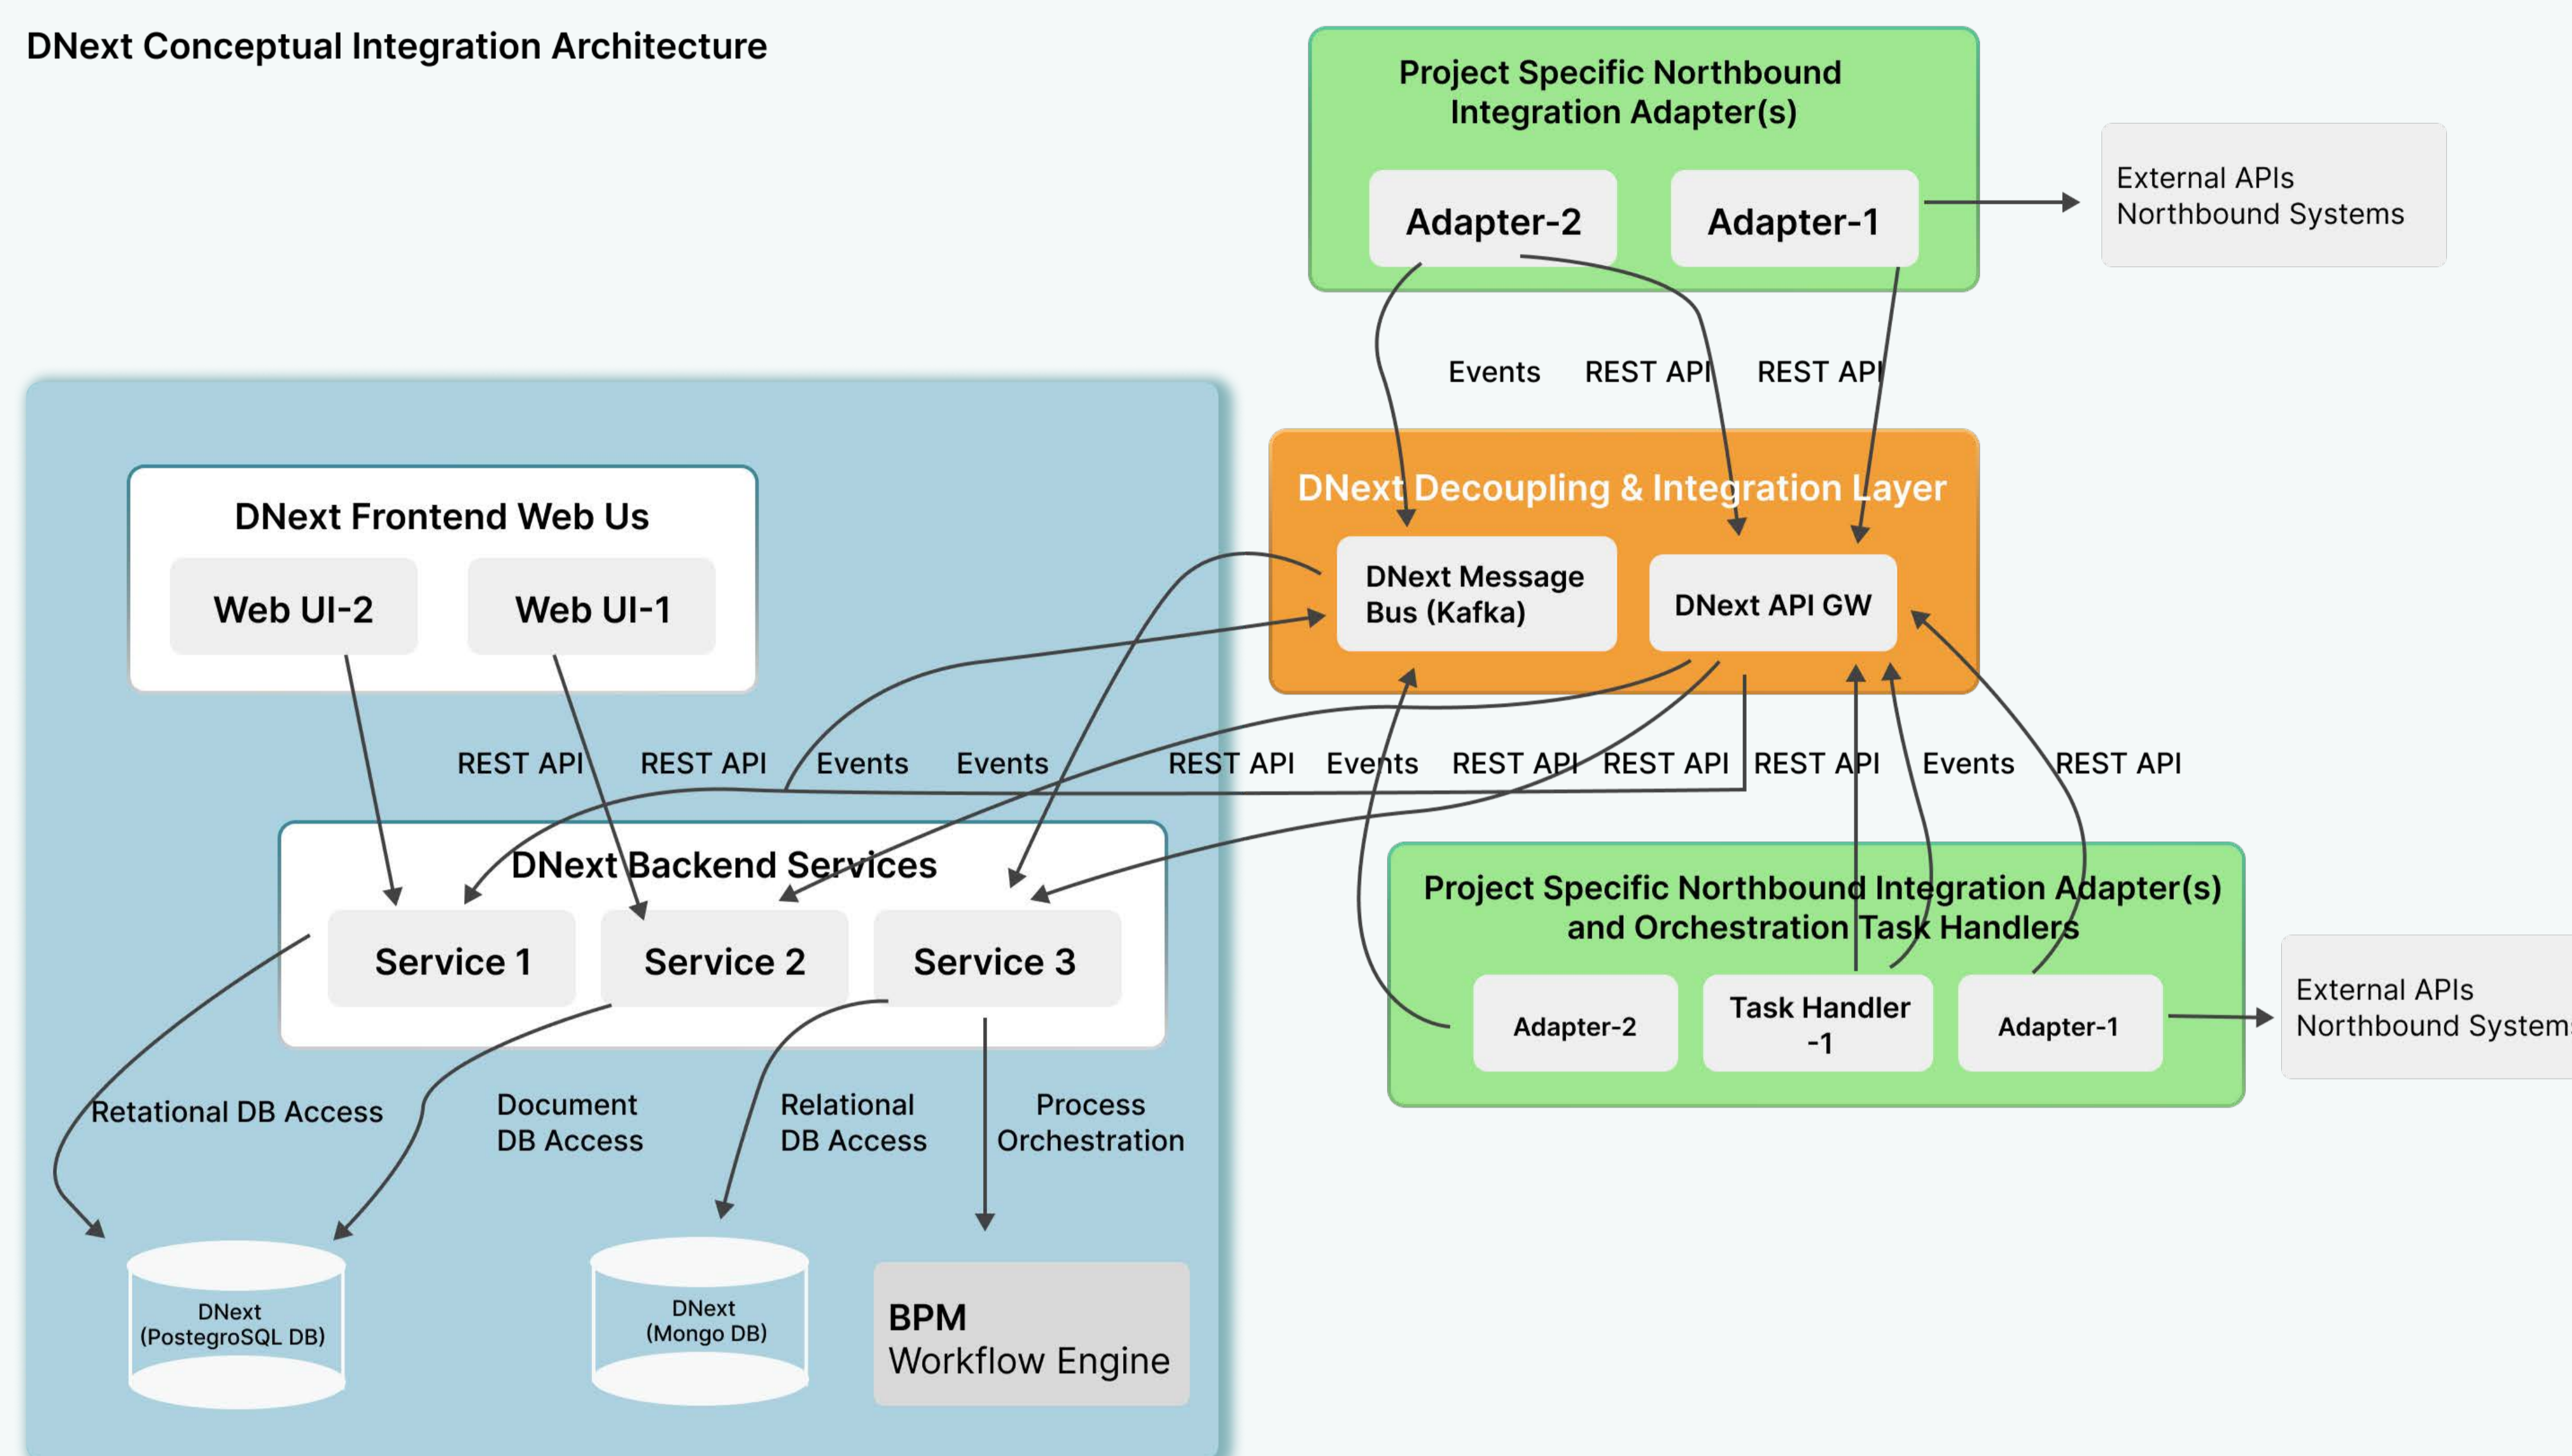 DNext Conceptual Integration Architecture
Project Specific Northbound
Integration Adapter(s)
Adapter-2
Adapter-1
External APIs
Northbound Systems
Events
REST API
REST API
DNext Decoupling & Integration Layer
DNext Message
Bus (Kafka)
DNext API GW
DNext Frontend Web Us
Web UI-2
Web UI-1
REST API
REST API
Events
Events
REST API
Events
REST API
REST API
REST API
Events
REST API
DNext Backend Services
Service 1
Service 2
Service 3
Project Specific Northbound Integration Adapter(s)
and Orchestration Task Handlers
Adapter-2
Task Handler
-1
Adapter-1
External APIs
Northbound System
Retational DB Access
Document
DB Access
Relational
DB Access
Process
Orchestration
DNext
(PostegroSQL DB)
DNext
(Mongo DB)
BPM
Workflow Engine